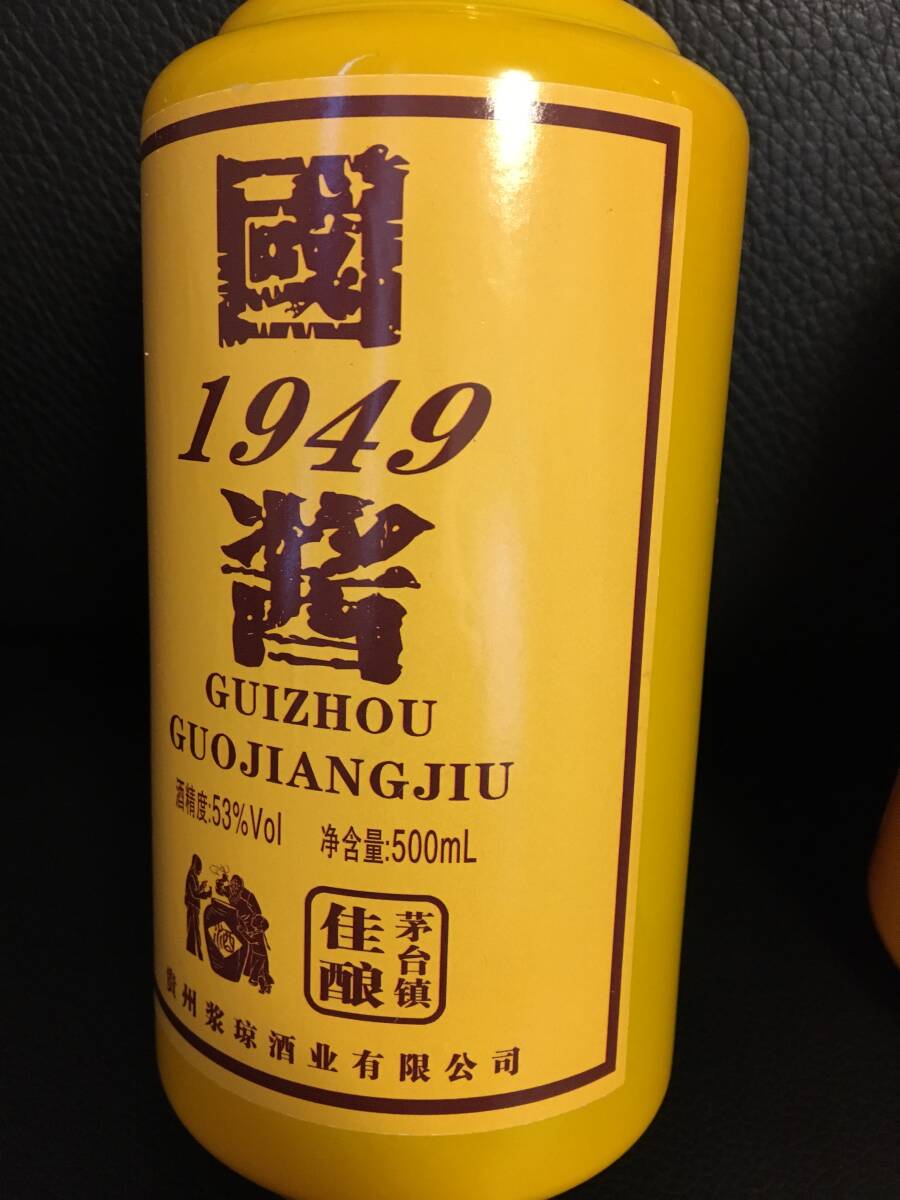 國
1949
酱
GUIZHOU
GUOJIANGJIU
酒精度:53%Vol 净含量:500mL
酒
茅台镇
佳酿
贵州浆琼酒业有限公司